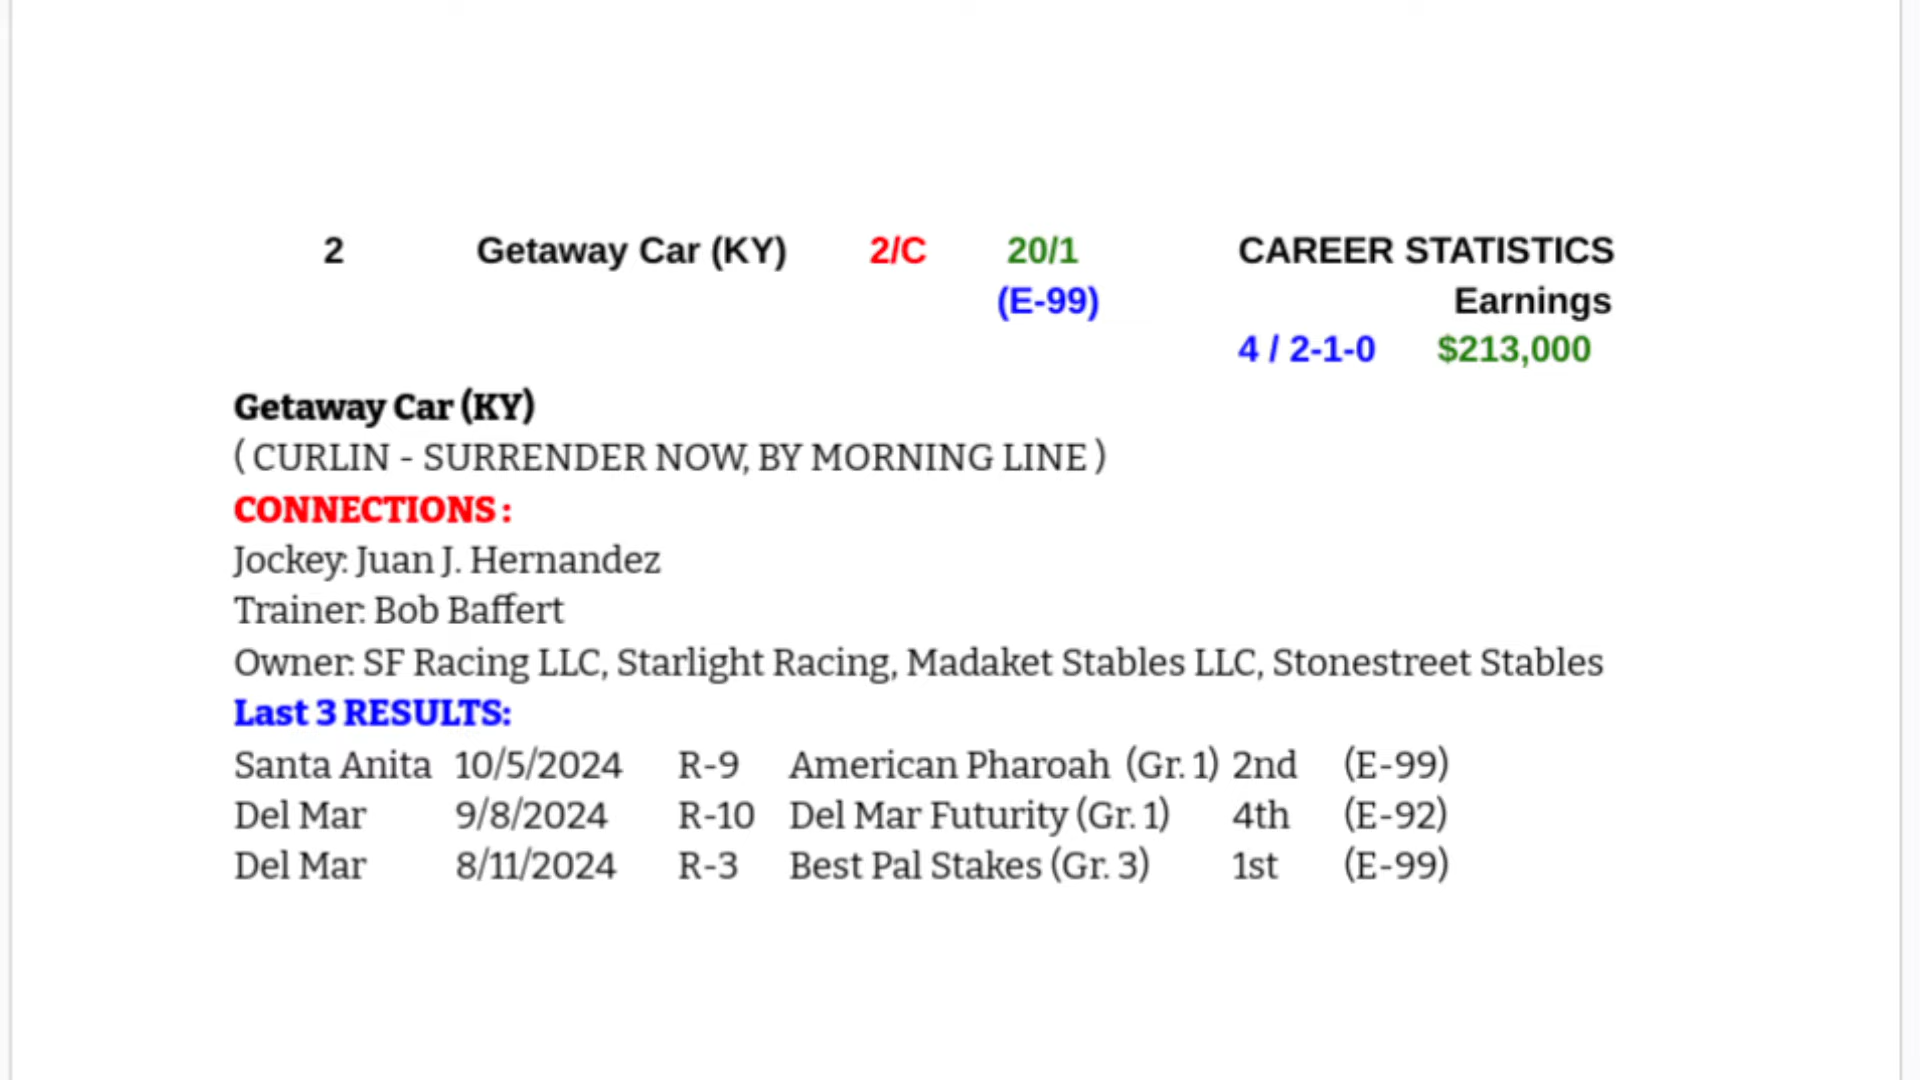 2 Getaway Car (KY) 2/C 20/1 CAREER STATISTICS
(E-99) Earnings
4 / 2-1-0 $213,000
Getaway Car (KY)
( CURLIN - SURRENDER NOW, BY MORNING LINE )
CONNECTIONS :
Jockey: Juan J. Hernandez
Trainer: Bob Baffert
Owner: SF Racing LLC, Starlight Racing, Madaket Stables LLC, Stonestreet Stables
Last 3 RESULTS:
Santa Anita 10/5/2024 R-9 American Pharoah (Gr. 1) 2nd (E-99)
Del Mar 9/8/2024 R-10 Del Mar Futurity (Gr. 1) 4th (E-92)
Del Mar 8/11/2024 R-3 Best Pal Stakes (Gr. 3) 1st (E-99)